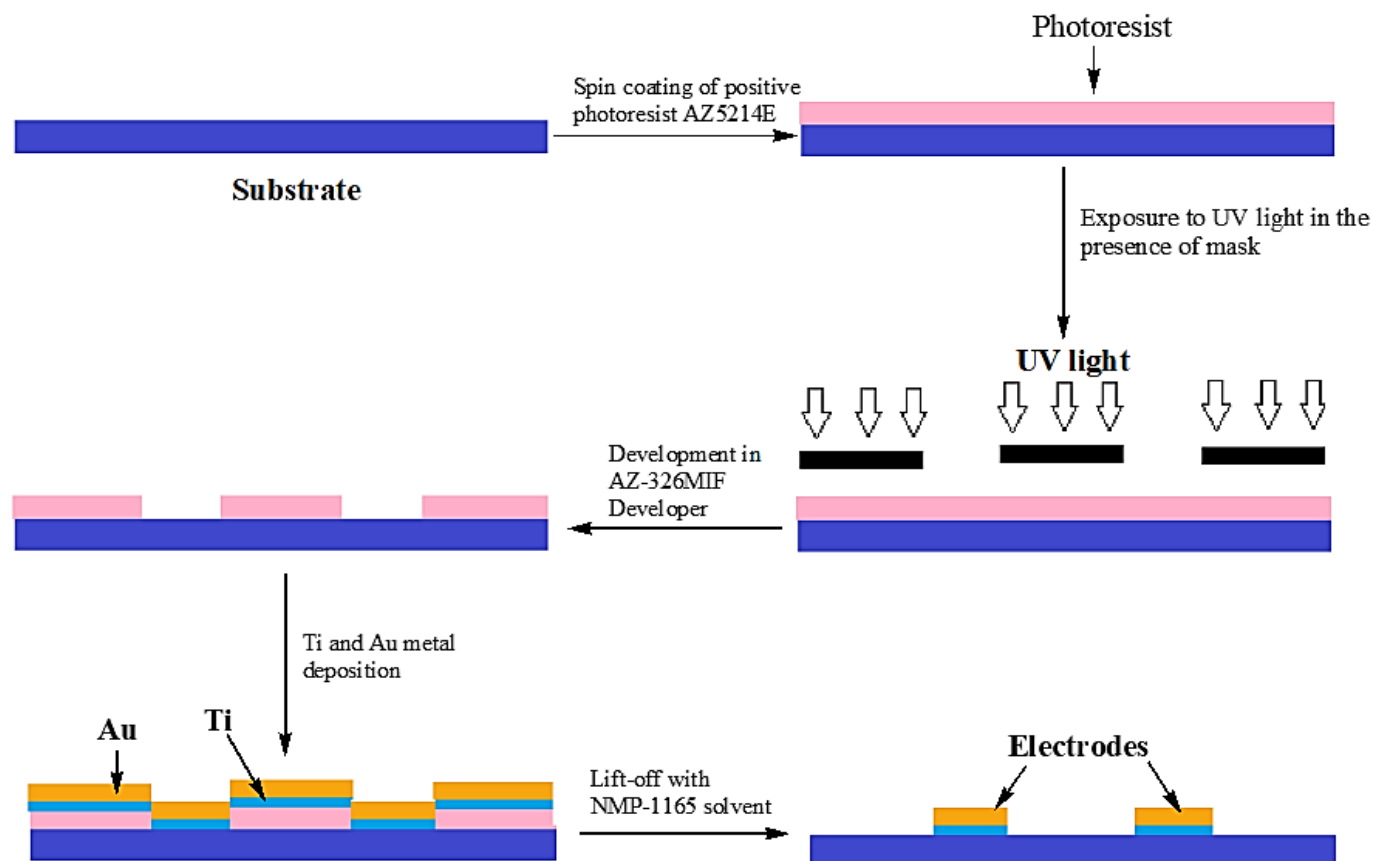 Photoresist
Spin coating of positive
photoresist AZ5214E
Substrate
Exposure to UV light in the
presence of mask
UV light
Development in
AZ-326MIF
Developer
Ti and Au metal
deposition
Au
Ti
Lift-off with
NMP-1165 solvent
Electrodes